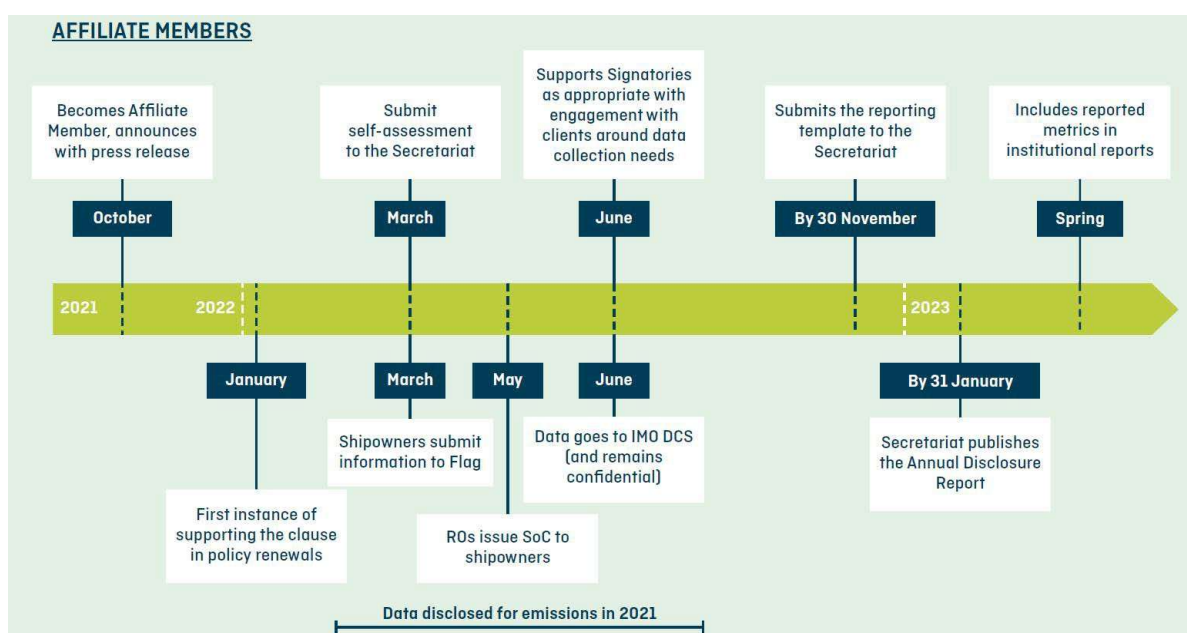 AFFILIATE MEMBERS
Becomes Affiliate
Member, announces
with press release
Submit
self-assessment
to the Secretariat
Supports Signatories
as appropriate with
engagement with
clients around data
collection needs
Submits the reporting
template to the
Secretariat
Includes reported
metrics in
institutional reports
October
March
June
By 30 November
Spring
2021
2022
2023
January
March
May
June
By 31 January
First instance of
supporting the clause
in policy renewals
Shipowners submit
information to Flag
ROs issue SoC to
shipowners
Data goes to IMO DCS
(and remains
confidential)
Secretariat publishes
the Annual Disclosure
Report
Data disclosed for emissions in 2021